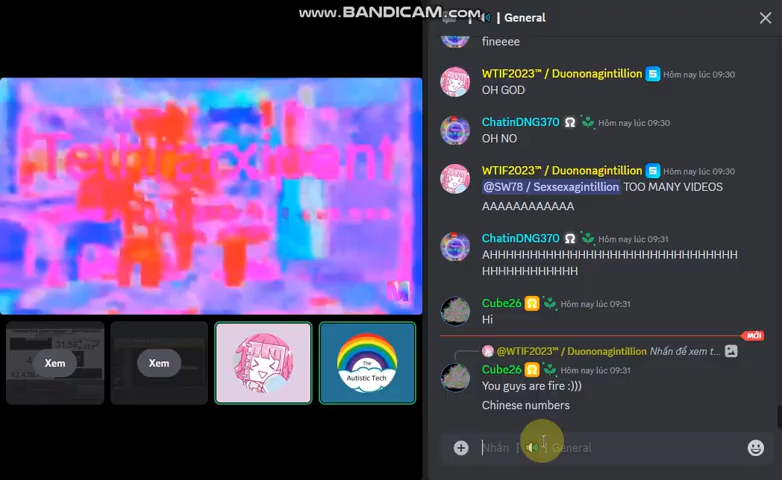 www.BANDICAM.com
General
fineeee
WTIF2023™ / Duononagintillion Hôm nay lúc 09:30
OH GOD
ChatinDNG370 Ω Hôm nay lúc 09:30
OH NO
WTIF2023™ / Duononagintillion Hôm nay lúc 09:30
@SW78 / Sexsexagintillion TOO MANY VIDEOS
AAAAAAAAAAAA
ChatinDNG370 Ω Hôm nay lúc 09:31
AHHHHHHHHHHHHHHHHHHHHHHHHHHHHH
HHHHHHHHHHHH
Cube26 Ω Hôm nay lúc 09:31
Hi
MỚI
@WTIF2023™ / Duononagintillion Nhấn để xem t...
Cube26 Ω Hôm nay lúc 09:31
You guys are fire :)))
Chinese numbers
Nhắn | General
Xem
Xem
The
Autistic Tech